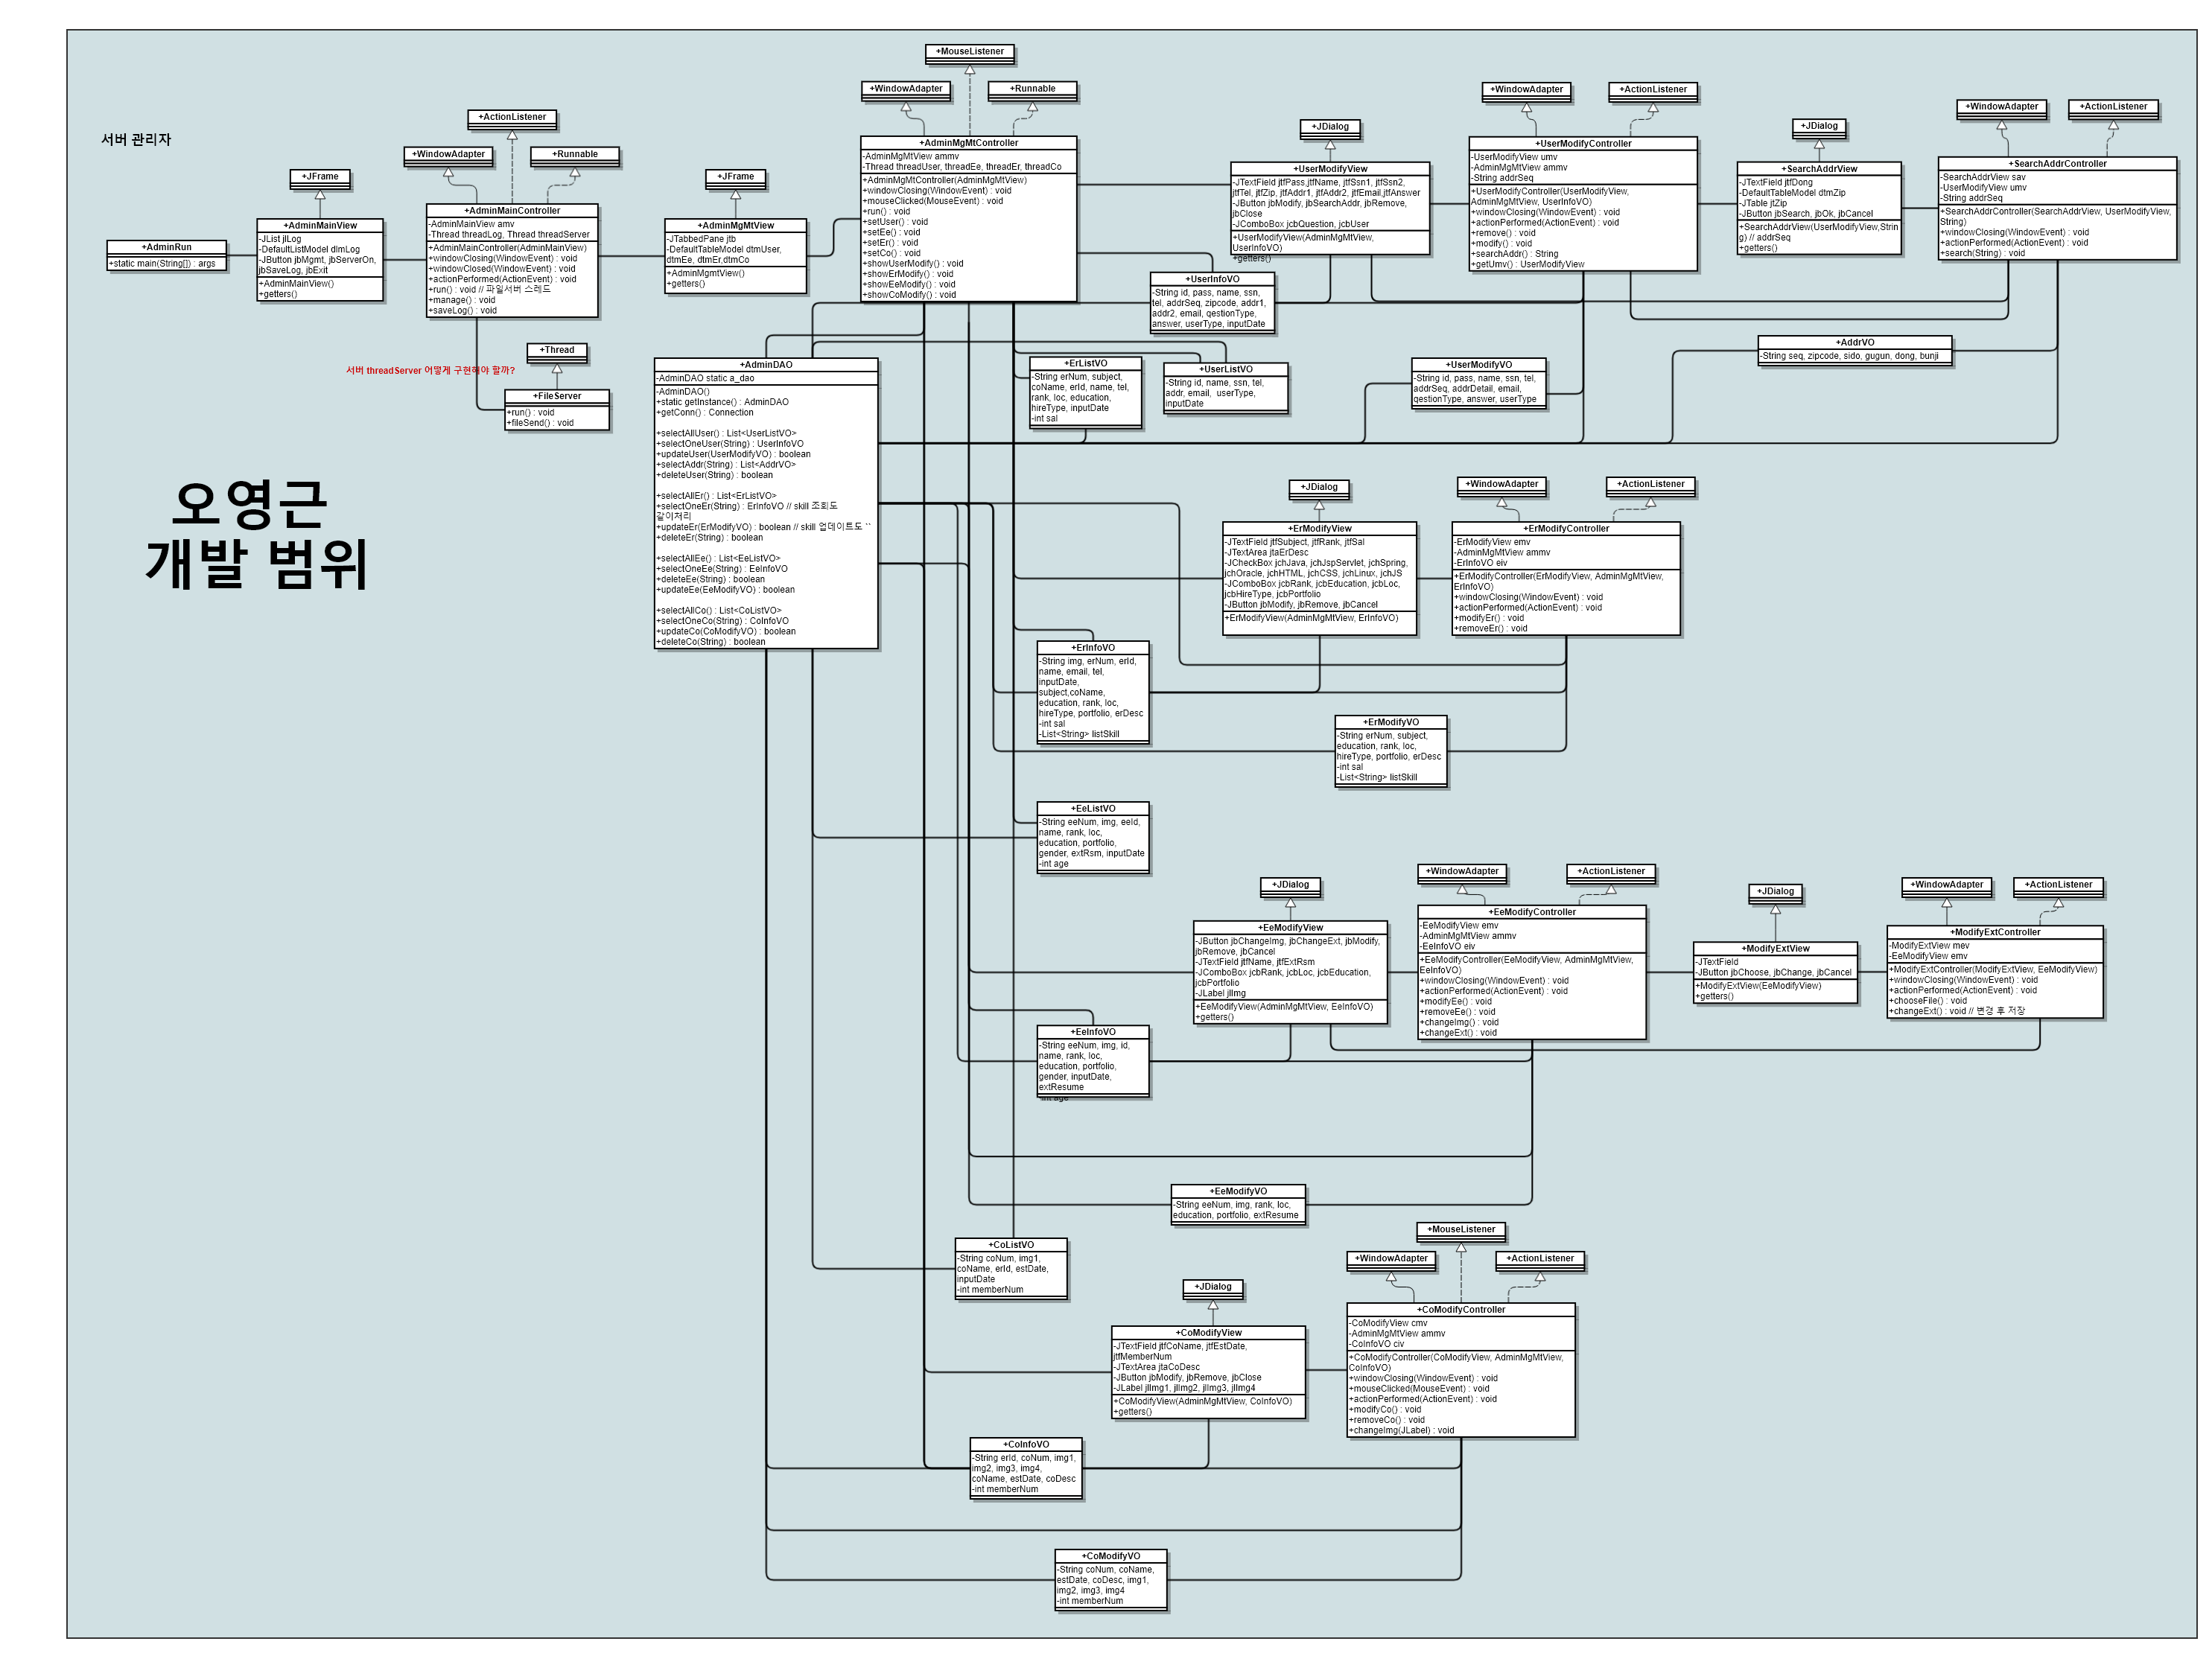 서버 관리자
오영근
개발 범위
+AdminRun
+static main(String[]) : args
+JFrame
+AdminMainView
-JList jlLog
-DefaultListModel dlmLog
-JButton jbMgmt, jbServerOn,
jbSaveLog, jbExit
+AdminMainView()
+getters()
+ActionListener
+WindowAdapter
+Runnable
+AdminMainController
-AdminMainView amv
-Thread threadLog, Thread threadServer
+AdminMainController(AdminMainView)
+windowClosing(WindowEvent) : void
+windowClosed(WindowEvent) : void
+actionPerformed(ActionEvent) : void
+run() : void // 파일서버 스레드
+manage() : void
+saveLog() : void
서버 threadServer 어떻게 구현해야 할까?
+Thread
+FileServer
+run() : void
+fileSend() : void
+JFrame
+AdminMgMtView
-JTabbedPane jtb
-DefaultTableModel dtmUser,
dtmEe, dtmEr,dtmCo
+AdminMgmtView()
+getters()
+MouseListener
+WindowAdapter
+Runnable
+AdminMgMtController
-AdminMgMtView ammv
-Thread threadUser, threadEe, threadEr, threadCo
+AdminMgMtController(AdminMgMtView)
+windowClosing(WindowEvent) : void
+mouseClicked(MouseEvent) : void
+run() : void
+setUser() : void
+setEe() : void
+setEr() : void
+setCo() : void
+showUserModify() : void
+showErModify() : void
+showEeModify() : void
+showCoModify() : void
+JDialog
+UserModifyView
-JTextField jtfPass,jtfName, jtfSsn1, jtfSsn2,
jtfTel, jtfZip, jtfAddr1, jtfAddr2, jtfEmail,jtfAnswer
-JButton jbModify, jbSearchAddr, jbRemove,
jbClose
-JComboBox jcbQuestion, jcbUser
+UserModifyView(AdminMgMtView,
UserInfoVO)
+getters()
+WindowAdapter
+ActionListener
+UserModifyController
-UserModifyView umv
-AdminMgMtView ammv
-String addrSeq
+UserModifyController(UserModifyView,
AdminMgMtView, UserInfoVO)
+windowClosing(WindowEvent) : void
+actionPerformed(ActionEvent) : void
+remove() : void
+modify() : void
+searchAddr() : String
+getUmv() : UserModifyView
+JDialog
+SearchAddrView
-JTextField jtfDong
-DefaultTableModel dtmZip
-JTable jtZip
-JButton jbSearch, jbOk, jbCancel
+SearchAddrView(UserModifyView,Strin
g) // addrSeq
+getters()
+WindowAdapter
+ActionListener
+SearchAddrController
-SearchAddrView sav
-UserModifyView umv
-String addrSeq
+SearchAddrController(SearchAddrView, UserModifyView,
String)
+windowClosing(WindowEvent) : void
+actionPerformed(ActionEvent) : void
+search(String) : void
+UserInfoVO
-String id, pass, name, ssn,
tel, addrSeq, zipcode, addr1,
addr2, email, qestionType,
answer, userType, inputDate
+AddrVO
-String seq, zipcode, sido, gugun, dong, bunji
+AdminDAO
-AdminDAO static a_dao
-AdminDAO()
+static getInstance() : AdminDAO
+getConn() : Connection
+selectAllUser() : List<UserListVO>
+selectOneUser(String) : UserInfoVO
+updateUser(UserModifyVO) : boolean
+selectAddr(String) : List<AddrVO>
+deleteUser(String) : boolean
+selectAllEr() : List<ErListVO>
+selectOneEr(String) : ErInfoVO // skill 조회도
같이처리
+updateEr(ErModifyVO) : boolean // skill 업데이트도 ``
+deleteEr(String) : boolean
+selectAllEe() : List<EeListVO>
+selectOneEe(String) : EeInfoVO
+deleteEe(String) : boolean
+updateEe(EeModifyVO) : boolean
+selectAllCo() : List<CoListVO>
+selectOneCo(String) : CoInfoVO
+updateCo(CoModifyVO) : boolean
+deleteCo(String) : boolean
+ErListVO
-String erNum, subject,
coName, erId, name, tel,
rank, loc, education,
hireType, inputDate
-int sal
+UserListVO
-String id, name, ssn, tel,
addr, email,  userType,
inputDate
+UserModifyVO
-String id, pass, name, ssn, tel,
addrSeq, addrDetail, email,
qestionType, answer, userType
+JDialog
+ErModifyView
-JTextField jtfSubject, jtfRank, jtfSal
-JTextArea jtaErDesc
-JCheckBox jchJava, jchJspServlet, jchSpring,
jchOracle, jchHTML, jchCSS, jchLinux, jchJS
-JComboBox jcbRank, jcbEducation, jcbLoc,
jcbHireType, jcbPortfolio
-JButton jbModify, jbRemove, jbCancel
+ErModifyView(AdminMgMtView, ErInfoVO)
+WindowAdapter
+ActionListener
+ErModifyController
-ErModifyView emv
-AdminMgMtView ammv
-ErInfoVO eiv
+ErModifyController(ErModifyView, AdminMgMtView,
ErInfoVO)
+windowClosing(WindowEvent) : void
+actionPerformed(ActionEvent) : void
+modifyEr() : void
+removeEr() : void
+ErInfoVO
-String img, erNum, erId,
name, email, tel,
inputDate,
subject,coName,
education, rank, loc,
hireType, portfolio, erDesc
-int sal
-List<String> listSkill
+ErModifyVO
-String erNum, subject,
education, rank, loc,
hireType, portfolio, erDesc
-int sal
-List<String> listSkill
+EeListVO
-String eeNum, img, eeId,
name, rank, loc,
education, portfolio,
gender, extRsm, inputDate
-int age
+JDialog
+EeModifyView
-JButton jbChangeImg, jbChangeExt, jbModify,
jbRemove, jbCancel
-JTextField jtfName, jtfExtRsm
-JComboBox jcbRank, jcbLoc, jcbEducation,
jcbPortfolio
-JLabel jlImg
+EeModifyView(AdminMgMtView, EeInfoVO)
+getters()
+WindowAdapter
+ActionListener
+EeModifyController
-EeModifyView emv
-AdminMgMtView ammv
-EeInfoVO eiv
+EeModifyController(EeModifyView, AdminMgMtView,
EeInfoVO)
+windowClosing(WindowEvent) : void
+actionPerformed(ActionEvent) : void
+modifyEe() : void
+removeEe() : void
+changeImg() : void
+changeExt() : void
+JDialog
+ModifyExtView
-JTextField
-JButton jbChoose, jbChange, jbCancel
+ModifyExtView(EeModifyView)
+getters()
+WindowAdapter
+ActionListener
+ModifyExtController
-ModifyExtView mev
-EeModifyView emv
+ModifyExtController(ModifyExtView, EeModifyView)
+windowClosing(WindowEvent) : void
+actionPerformed(ActionEvent) : void
+chooseFile() : void
+changeExt() : void // 변경 후 저장
+EeInfoVO
-String eeNum, img, id,
name, rank, loc,
education, portfolio,
gender, inputDate,
extResume
-int age
+EeModifyVO
-String eeNum, img, rank, loc,
education, portfolio, extResume
+CoListVO
-String coNum, img1,
coName, erId, estDate,
inputDate
-int memberNum
+JDialog
+CoModifyView
-JTextField jtfCoName, jtfEstDate,
jtfMemberNum
-JTextArea jtaCoDesc
-JButton jbModify, jbRemove, jbClose
-JLabel jlImg1, jlImg2, jlImg3, jlImg4
+CoModifyView(AdminMgMtView, CoInfoVO)
+getters()
+MouseListener
+WindowAdapter
+ActionListener
+CoModifyController
-CoModifyView cmv
-AdminMgMtView ammv
-CoInfoVO civ
+CoModifyController(CoModifyView, AdminMgMtView,
CoInfoVO)
+windowClosing(WindowEvent) : void
+mouseClicked(MouseEvent) : void
+actionPerformed(ActionEvent) : void
+modifyCo() : void
+removeCo() : void
+changeImg(JLabel) : void
+CoInfoVO
-String erId, coNum, img1,
img2, img3, img4,
coName, estDate, coDesc
-int memberNum
+CoModifyVO
-String coNum, coName,
estDate, coDesc, img1,
img2, img3, img4
-int memberNum